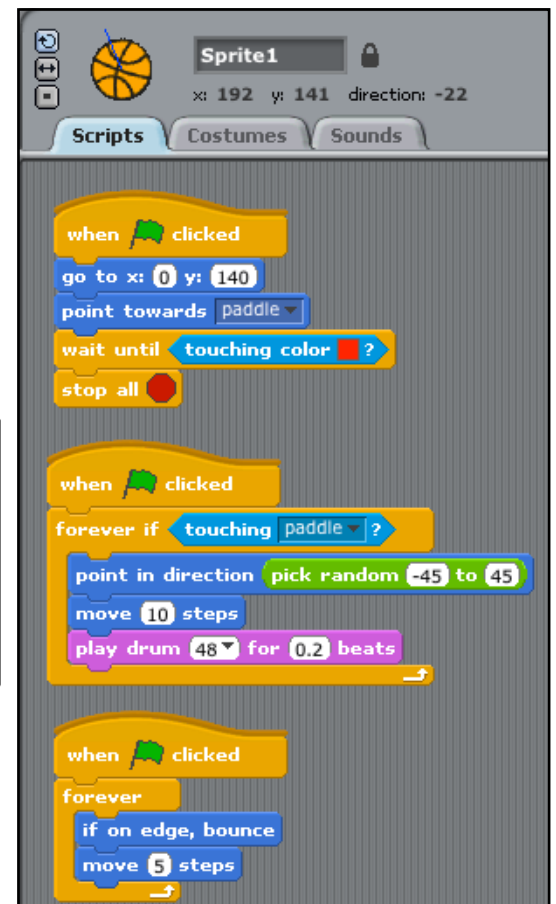 Sprite1
x: 192 y: 141 direction: -22
Scripts Costumes Sounds
when clicked
go to x: 0 y: 140
point towards paddle
wait until touching color ?
stop all
when clicked
forever if touching paddle ?
point in direction pick random -45 to 45
move 10 steps
play drum 48 for 0.2 beats
when clicked
forever
if on edge, bounce
move 5 steps